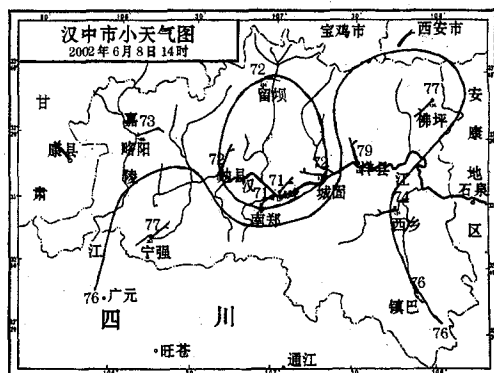 汉中市小天气图
2002年6月8日14时
宝鸡市
西安市
甘
肃
安
康
地
区
72
留坝
77
佛坪
嘉
陵
江
73
略阳
康县
79
洋县
72
勉县
汉
71
71
72
城固
江
石泉
南郑
74
西乡
77
宁强
76
广元
76
镇巴
76
四川
旺苍
通江